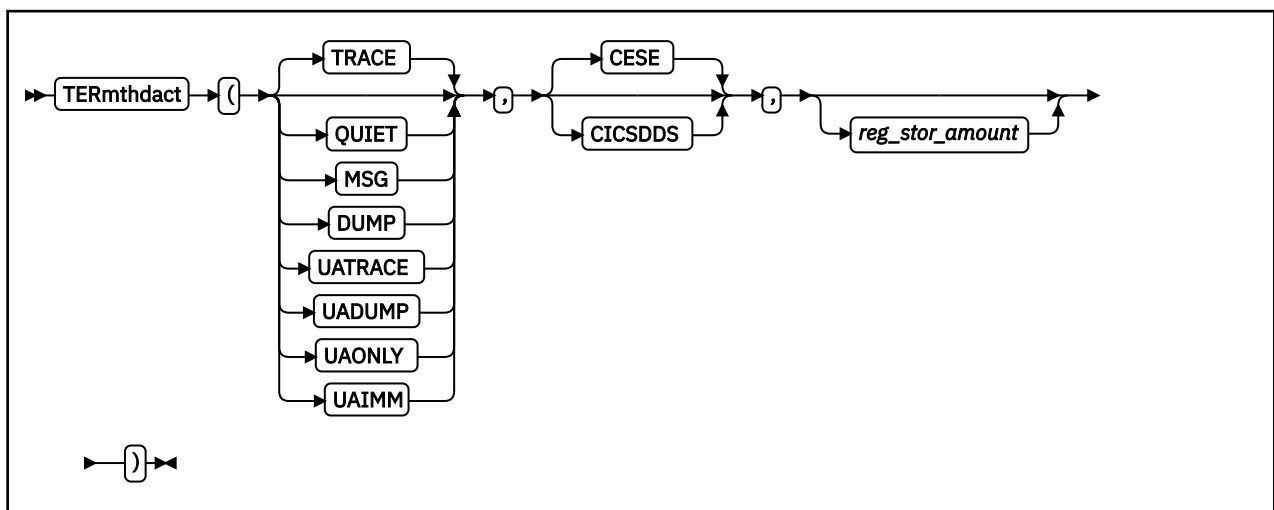 TRACE
CESE
TERmthdact ( , ,
QUIET
CICSDDS
reg_stor_amount
MSG
DUMP
UATRACE
UADUMP
UAONLY
UAIMM
)